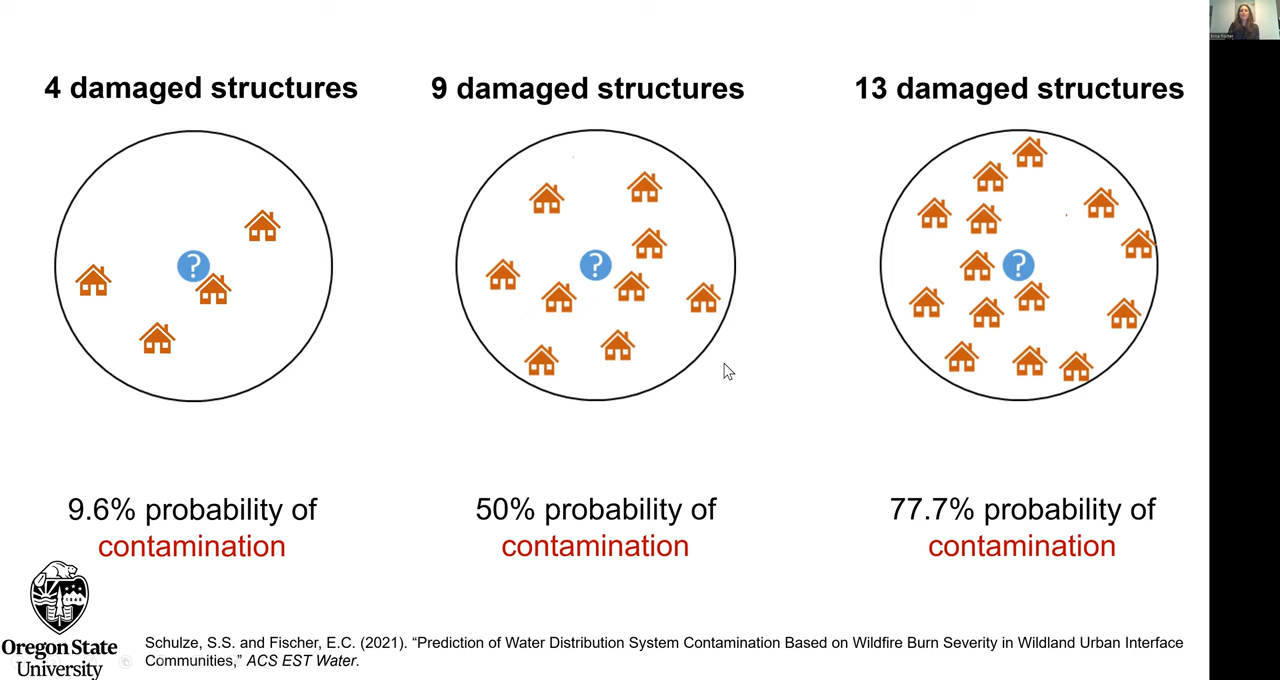 4 damaged structures
9 damaged structures
13 damaged structures
?
?
?
9.6% probability of
contamination
50% probability of
contamination
77.7% probability of
contamination
Oregon State
University
Schulze, S.S. and Fischer, E.C. (2021). “Prediction of Water Distribution System Contamination Based on Wildfire Burn Severity in Wildland Urban Interface
Communities,” ACS EST Water.